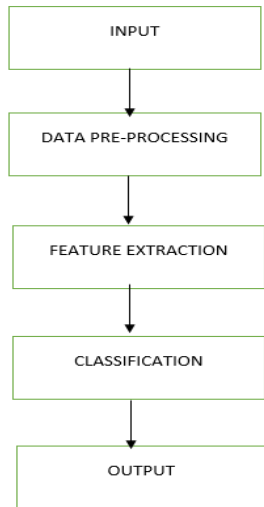 INPUT
DATA PRE-PROCESSING
FEATURE EXTRACTION
CLASSIFICATION
OUTPUT